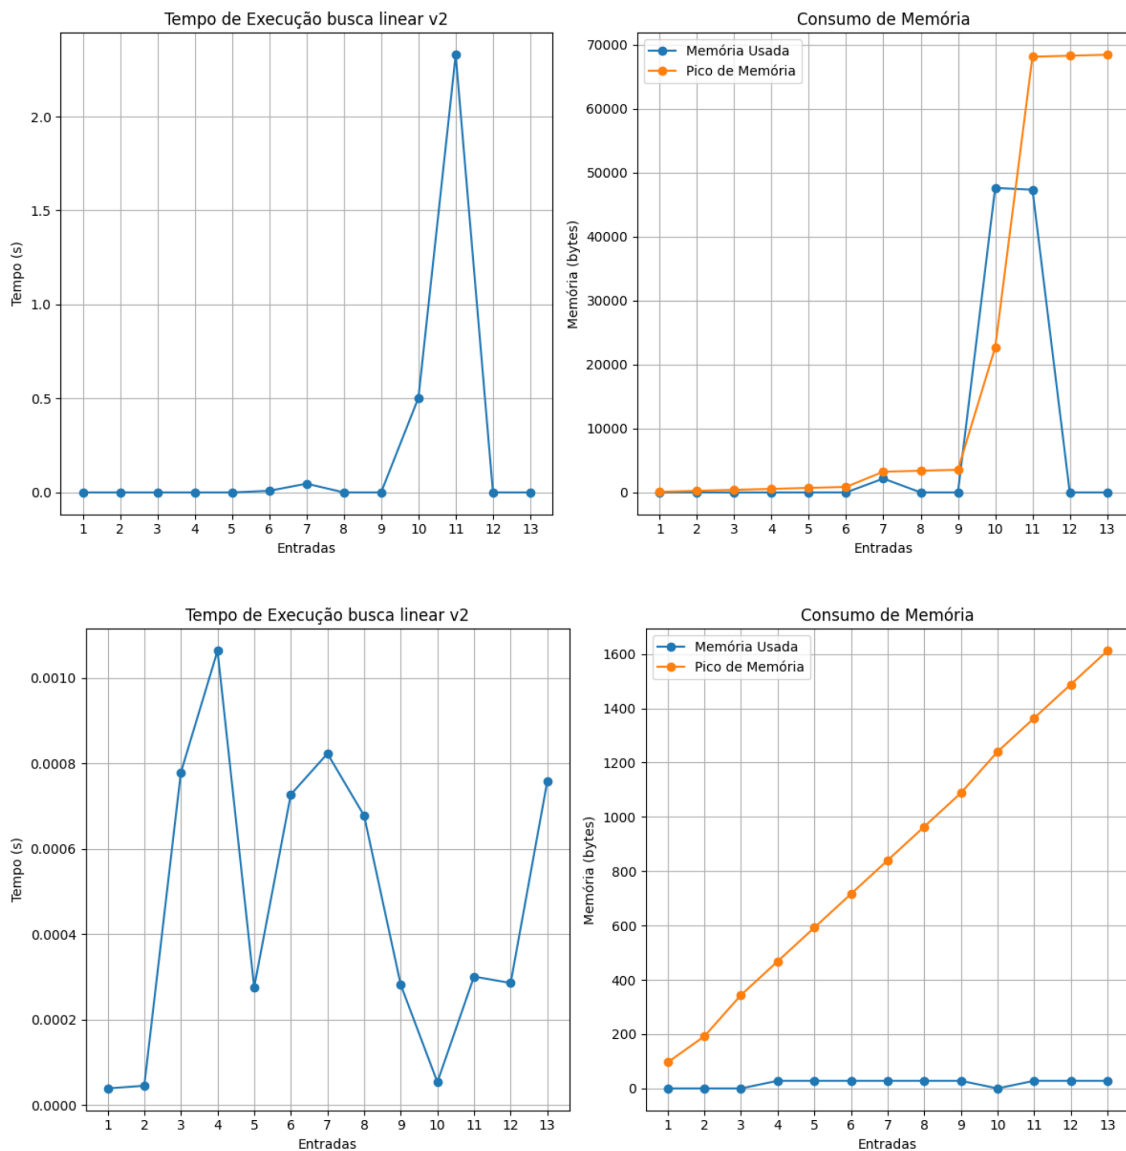 Tempo de Execução busca linear v2
Tempo (s)
2.0
1.5
1.0
0.5
0.0
1 2 3 4 5 6 7 8 9 10 11 12 13
Entradas
Consumo de Memória
Memória Usada
Pico de Memória
Memória (bytes)
70000
60000
50000
40000
30000
20000
10000
0
1 2 3 4 5 6 7 8 9 10 11 12 13
Entradas
Tempo de Execução busca linear v2
Tempo (s)
0.0010
0.0008
0.0006
0.0004
0.0002
0.0000
1 2 3 4 5 6 7 8 9 10 11 12 13
Entradas
Consumo de Memória
Memória Usada
Pico de Memória
Memória (bytes)
1600
1400
1200
1000
800
600
400
200
0
1 2 3 4 5 6 7 8 9 10 11 12 13
Entradas